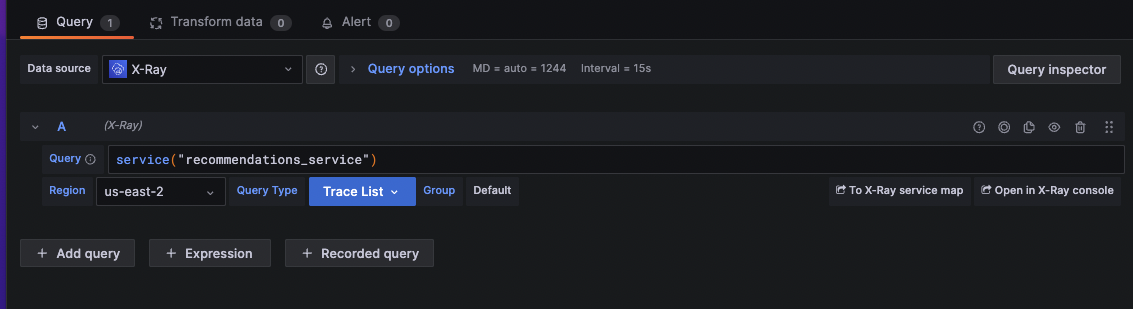 Query 1 Transform data 0 Alert 0
Data source X-Ray Query options MD = auto = 1244 Interval = 15s Query inspector
A (X-Ray)
Query service("recommendations_service")
Region us-east-2 Query Type Trace List Group Default To X-Ray service map Open in X-Ray console
+ Add query + Expression + Recorded query